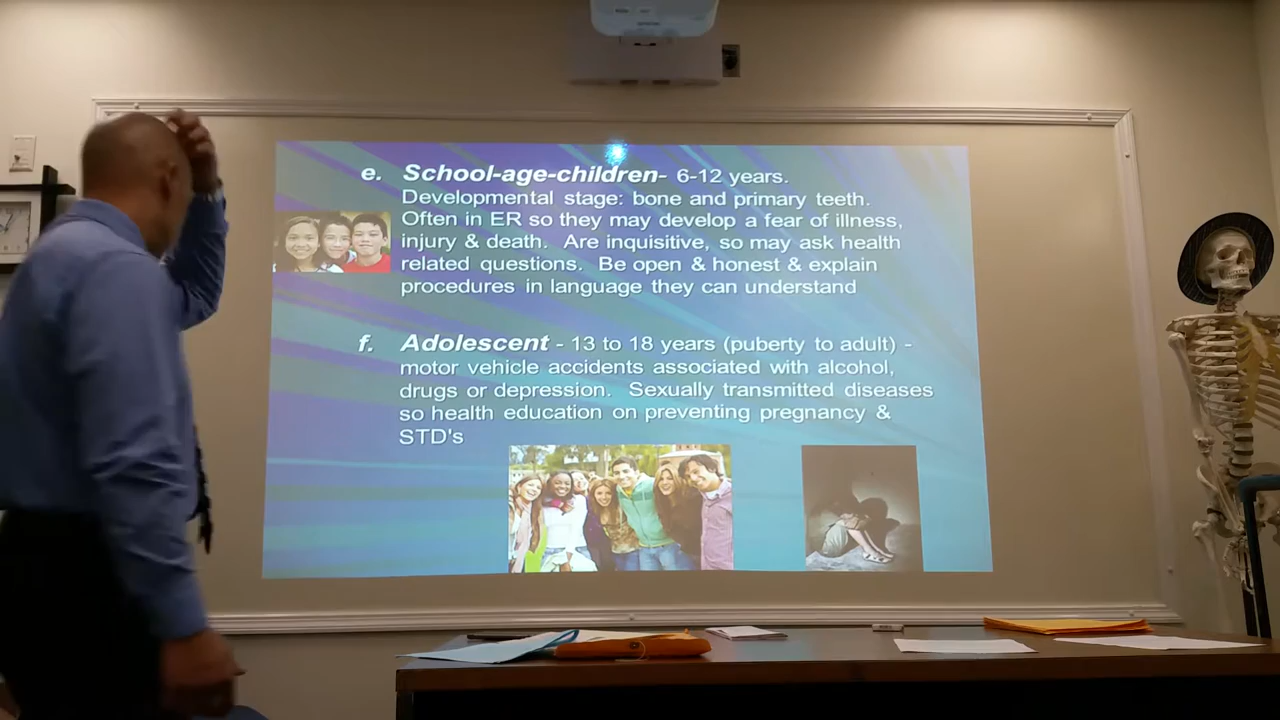 e. School-age-children- 6-12 years.
Developmental stage: bone and primary teeth.
Often in ER so they may develop a fear of illness,
injury & death. Are inquisitive, so may ask health
related questions. Be open & honest & explain
procedures in language they can understand
f. Adolescent - 13 to 18 years (puberty to adult) -
motor vehicle accidents associated with alcohol,
drugs or depression. Sexually transmitted diseases
so health education on preventing pregnancy &
STD's